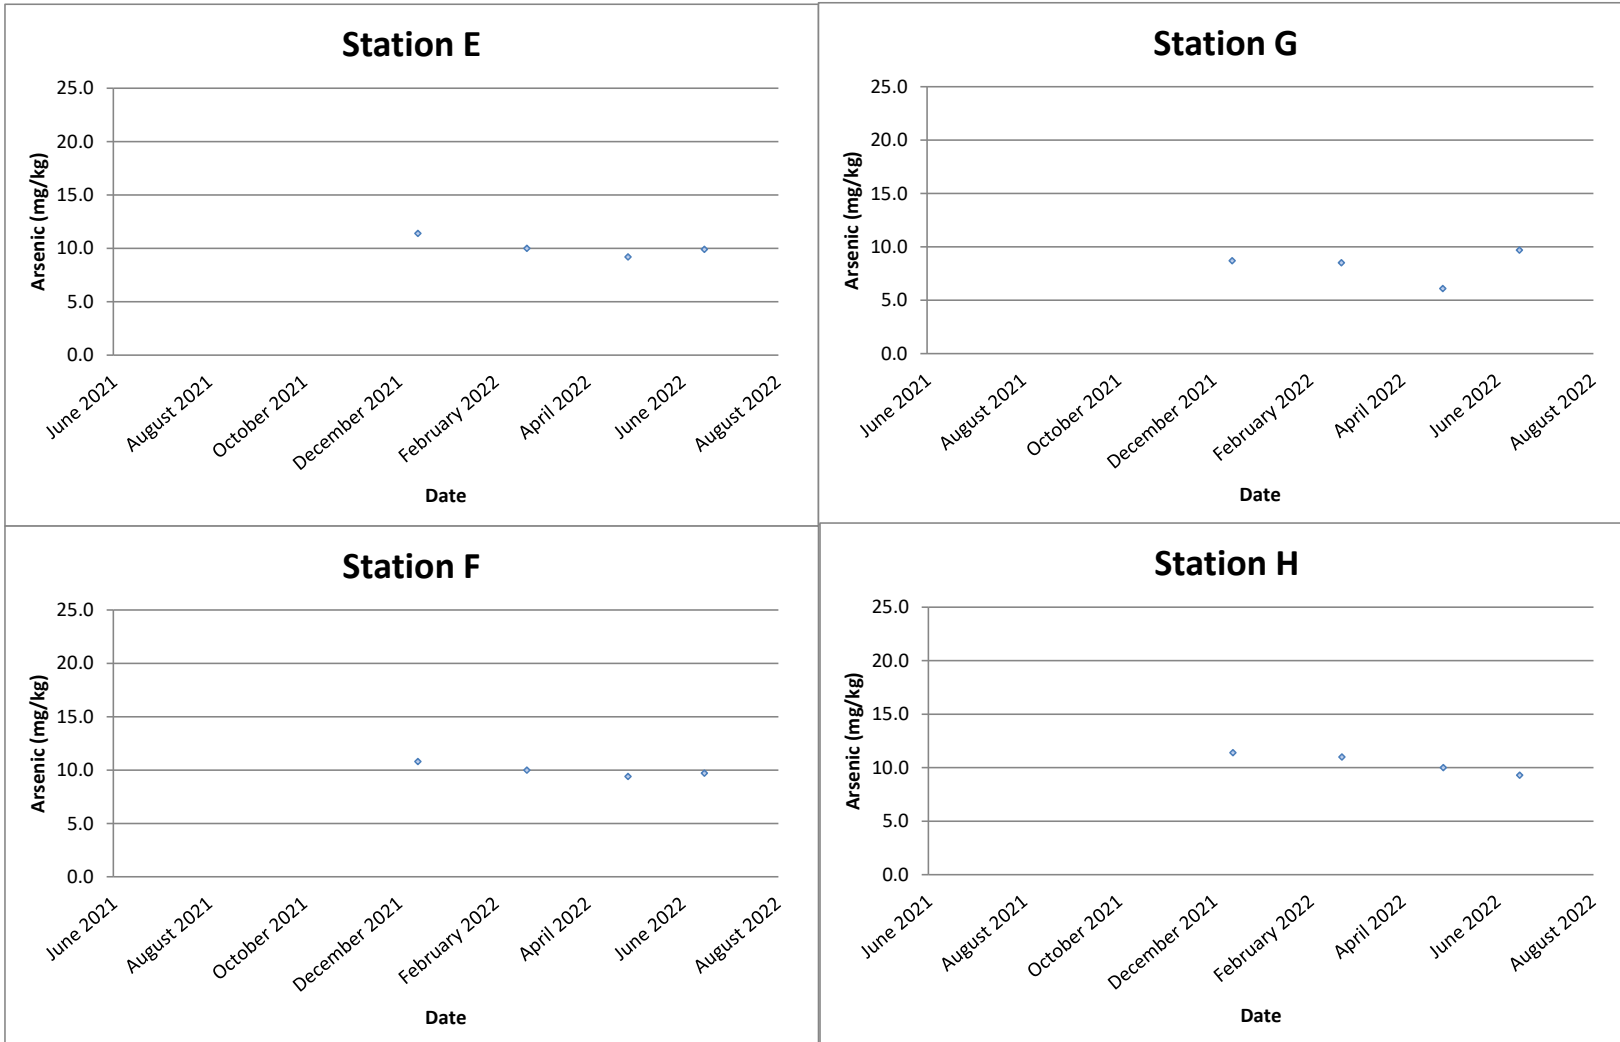 Station E
25.0
20.0
15.0
10.0
5.0
0.0
Arsenic (mg/kg)
June 2021
August 2021
October 2021
December 2021
February 2022
April 2022
June 2022
August 2022
Date
Station G
25.0
20.0
15.0
10.0
5.0
0.0
Arsenic (mg/kg)
June 2021
August 2021
October 2021
December 2021
February 2022
April 2022
June 2022
August 2022
Date
Station F
25.0
20.0
15.0
10.0
5.0
0.0
Arsenic (mg/kg)
June 2021
August 2021
October 2021
December 2021
February 2022
April 2022
June 2022
August 2022
Date
Station H
25.0
20.0
15.0
10.0
5.0
0.0
Arsenic (mg/kg)
June 2021
August 2021
October 2021
December 2021
February 2022
April 2022
June 2022
August 2022
Date